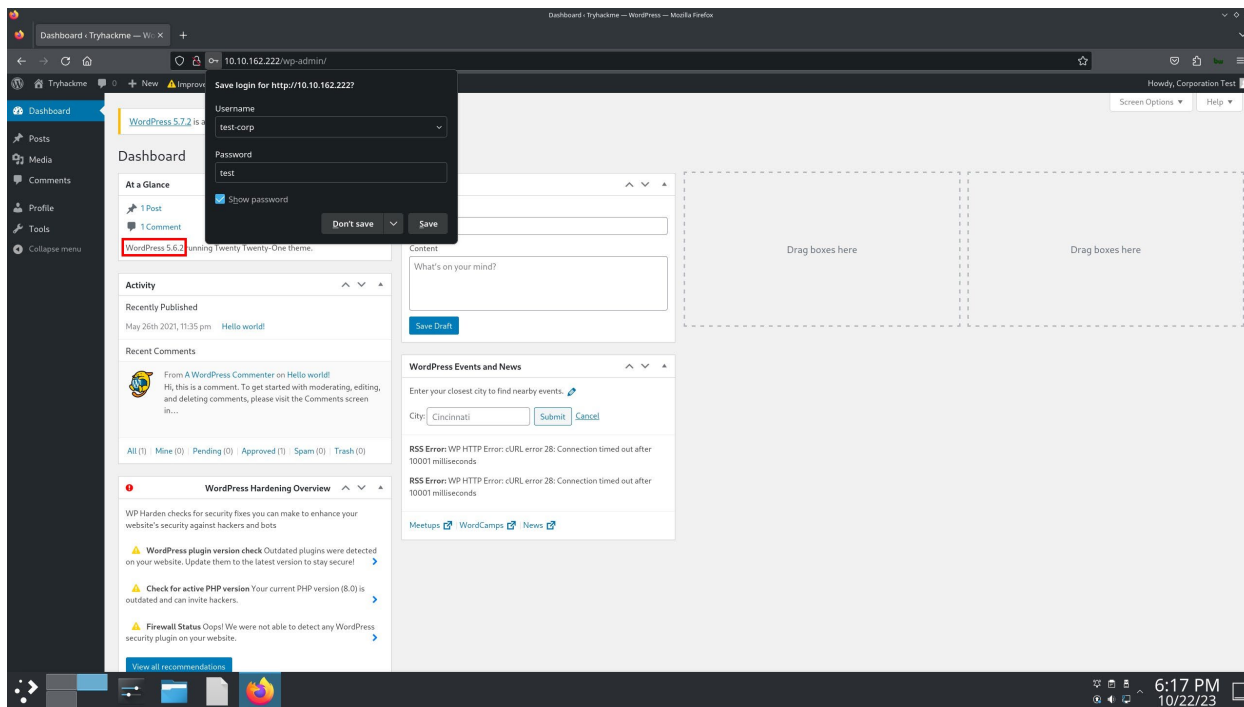 Dashboard ‹ Tryhackme — WordPress — Mozilla Firefox
Dashboard ‹ Tryhackme — Wo
10.10.162.222/wp-admin/
Tryhackme 0 + New Improve
Howdy, Corporation Test
Save login for http://10.10.162.222?
Username
test-corp
Password
test
Show password
Don't save
Save
Dashboard
Posts
Media
Comments
Profile
Tools
Collapse menu
Screen Options
Help
WordPress 5.7.2 is a
Dashboard
At a Glance
1 Post
1 Comment
WordPress 5.6.2 running Twenty Twenty-One theme.
Activity
Recently Published
May 26th 2021, 11:35 pm Hello world!
Recent Comments
From A WordPress Commenter on Hello world!
Hi, this is a comment. To get started with moderating, editing,
and deleting comments, please visit the Comments screen
in…
All (1) | Mine (0) | Pending (0) | Approved (1) | Spam (0) | Trash (0)
WordPress Hardening Overview
WP Harden checks for security fixes you can make to enhance your
website's security against hackers and bots
WordPress plugin version check Outdated plugins were detected
on your website. Update them to the latest version to stay secure!
Check for active PHP version Your current PHP version (8.0) is
outdated and can invite hackers.
Firewall Status Oops! We were not able to detect any WordPress
security plugin on your website.
View all recommendations
Content
What's on your mind?
Save Draft
WordPress Events and News
Enter your closest city to find nearby events.
City: Cincinnati Submit Cancel
RSS Error: WP HTTP Error: cURL error 28: Connection timed out after
10001 milliseconds
RSS Error: WP HTTP Error: cURL error 28: Connection timed out after
10001 milliseconds
Meetups | WordCamps | News
Drag boxes here
Drag boxes here
6:17 PM
10/22/23